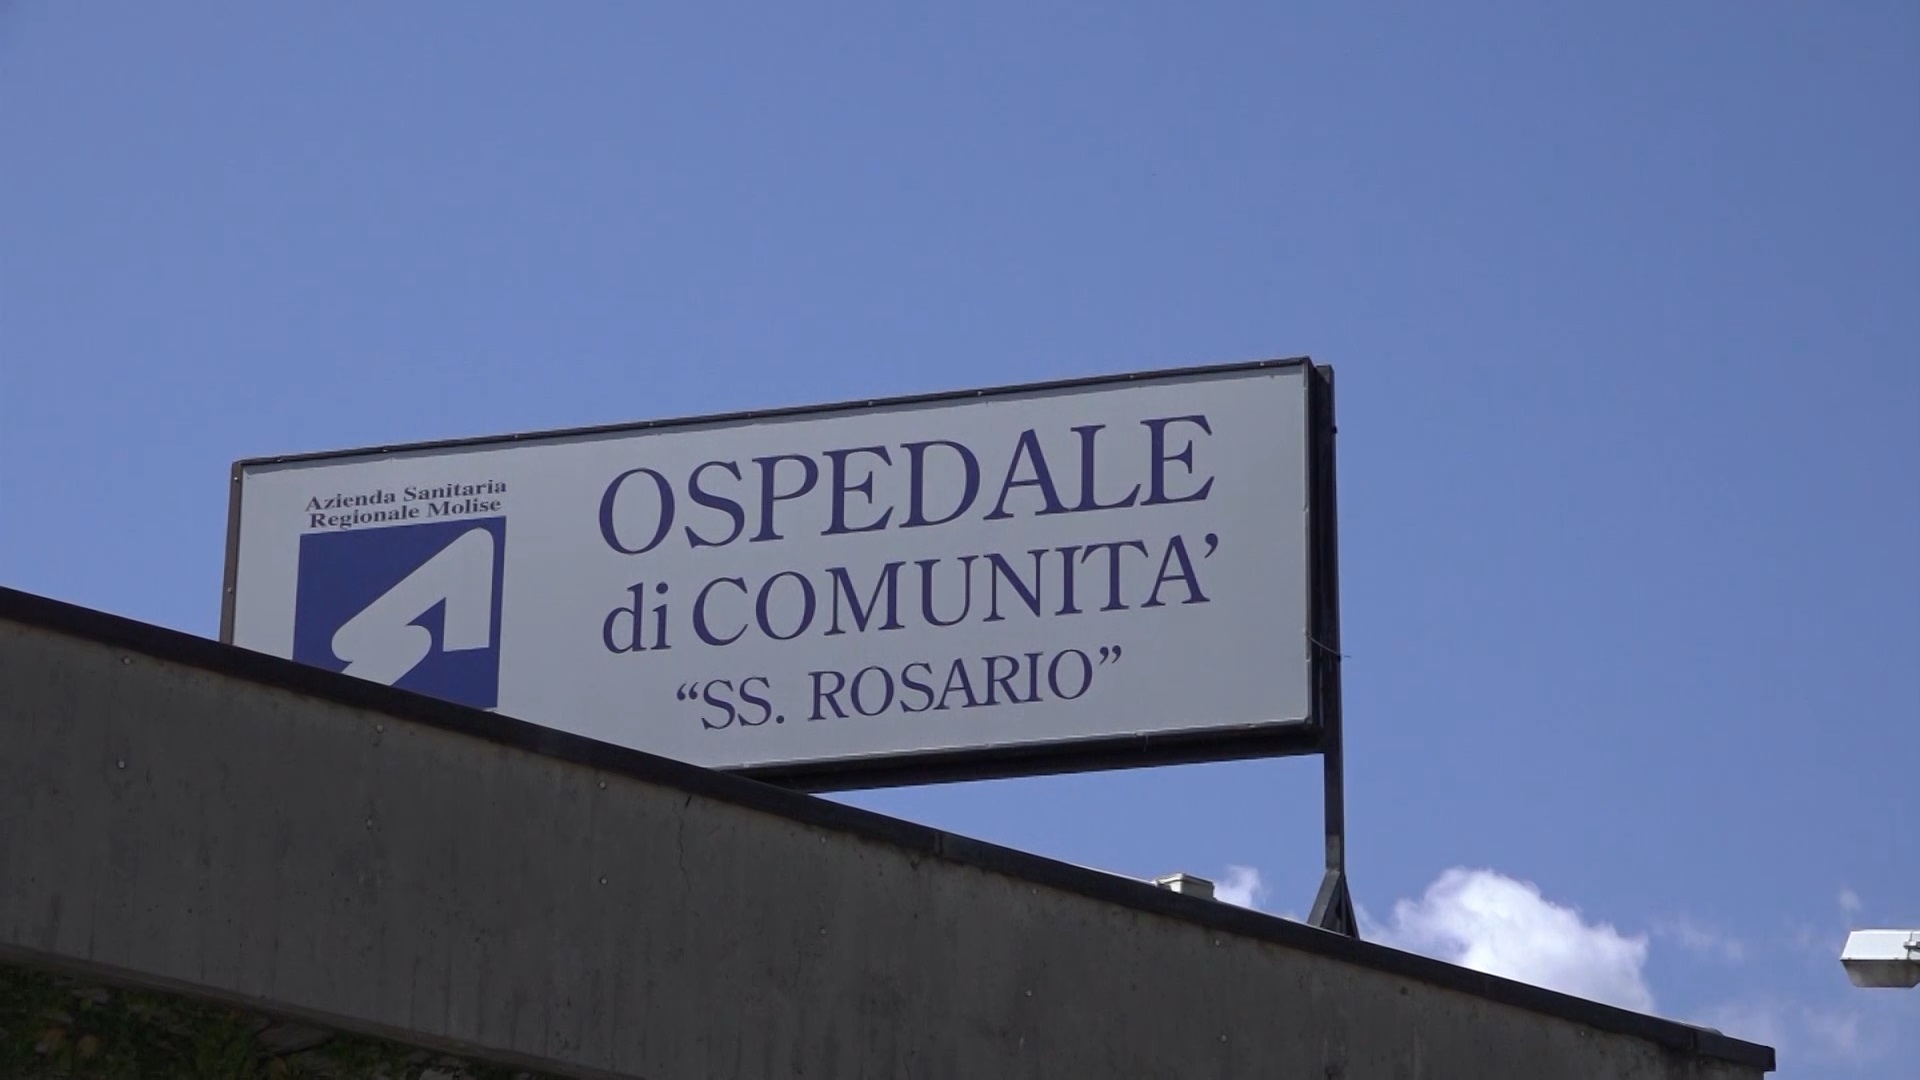 Azienda Sanitaria
Regionale Molise
OSPEDALE
di COMUNITA'
“SS. ROSARIO”